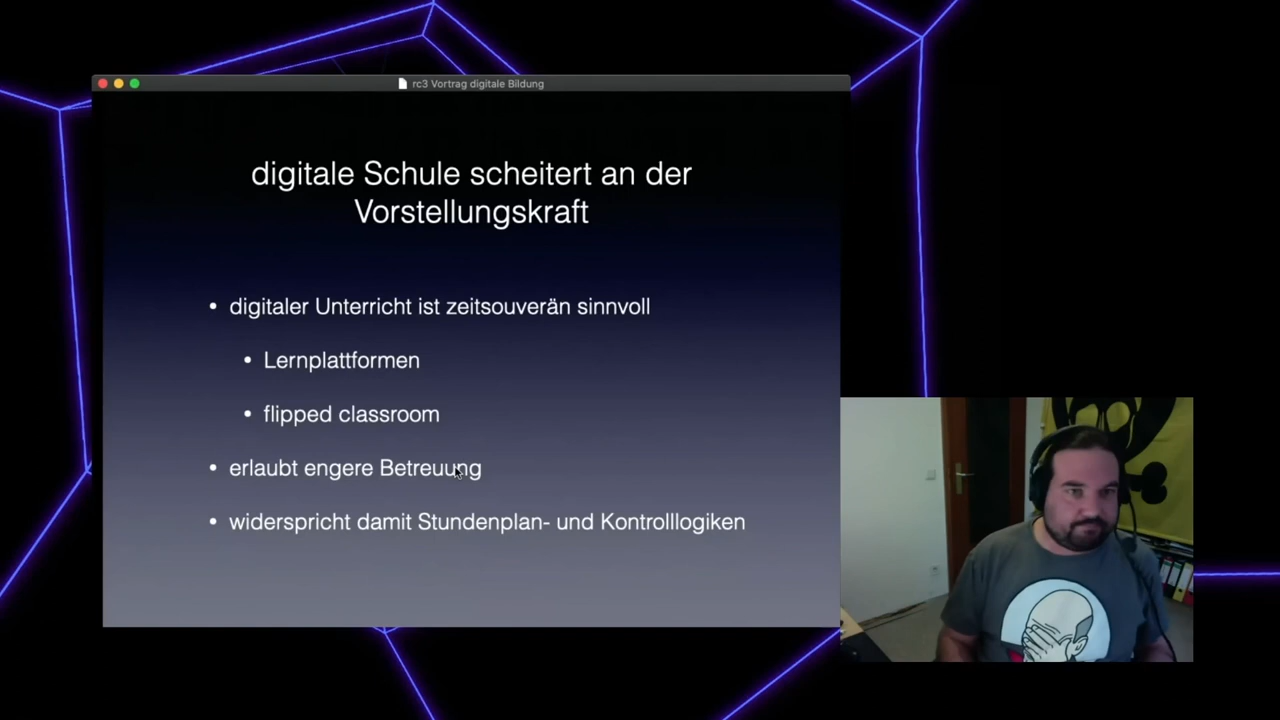 rc3 Vortrag digitale Bildung
digitale Schule scheitert an der
Vorstellungskraft
• digitaler Unterricht ist zeitsouverän sinnvoll
• Lernplattformen
• flipped classroom
• erlaubt engere Betreuung
• widerspricht damit Stundenplan- und Kontrolllogiken